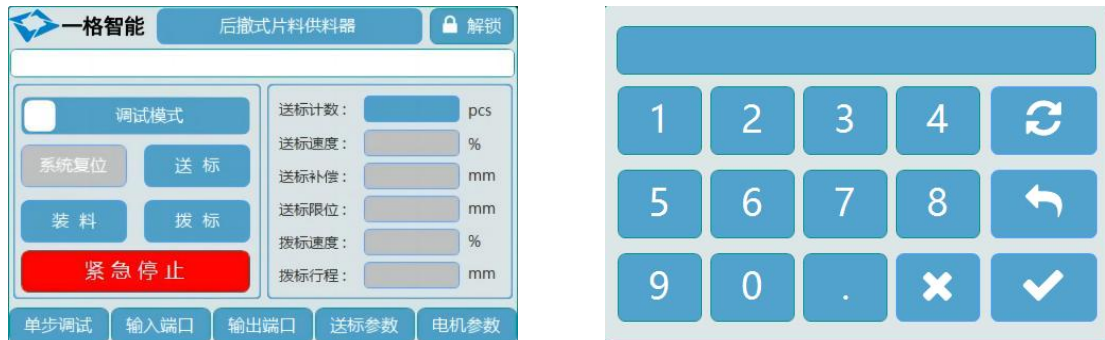 一格智能 后撤式片料供料器 解锁
调试模式
系统复位 送标
装料 拨标
紧急停止
送标计数： pcs
送标速度： %
送标补偿： mm
送标限位： mm
拨标速度： %
拨标行程： mm
单步调试 输入端口 输出端口 送标参数 电机参数
1 2 3 4
5 6 7 8
9 0 .